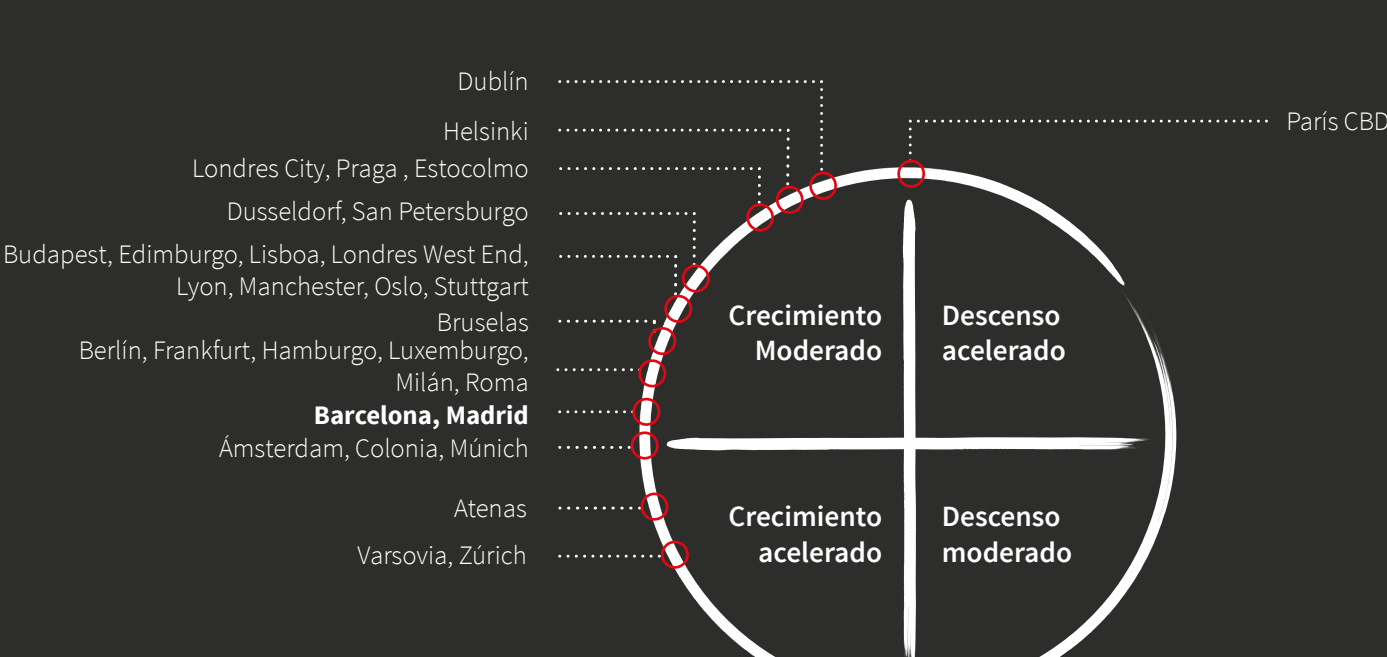 Dublín
Helsinki
París CBD
Londres City, Praga , Estocolmo
Dusseldorf, San Petersburgo
Budapest, Edimburgo, Lisboa, Londres West End,
Lyon, Manchester, Oslo, Stuttgart
Bruselas
Berlín, Frankfurt, Hamburgo, Luxemburgo,
Milán, Roma
Barcelona, Madrid
Ámsterdam, Colonia, Múnich
Atenas
Varsovia, Zúrich
Crecimiento
Moderado
Descenso
acelerado
Crecimiento
acelerado
Descenso
moderado